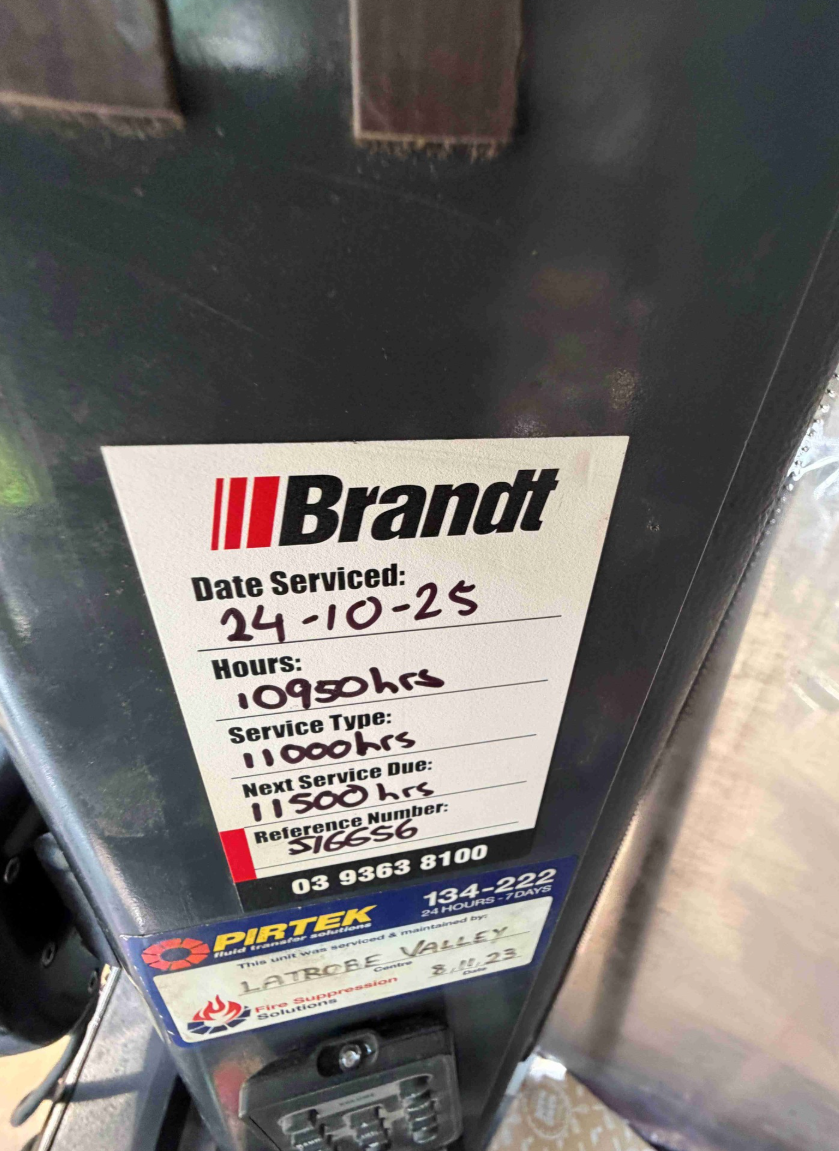 Brandt
Date Serviced:
24-10-25
Hours:
10950hrs
Service Type:
11000hrs
Next Service Due:
11500hrs
Reference Number:
516656
03 9363 8100
PIRTEK
fluid transfer solutions
134-222
24 HOURS - 7 DAYS
This unit was serviced & maintained by:
LATROBE VALLEY
Centre
8.11.23
Date
Fire Suppression
Solutions